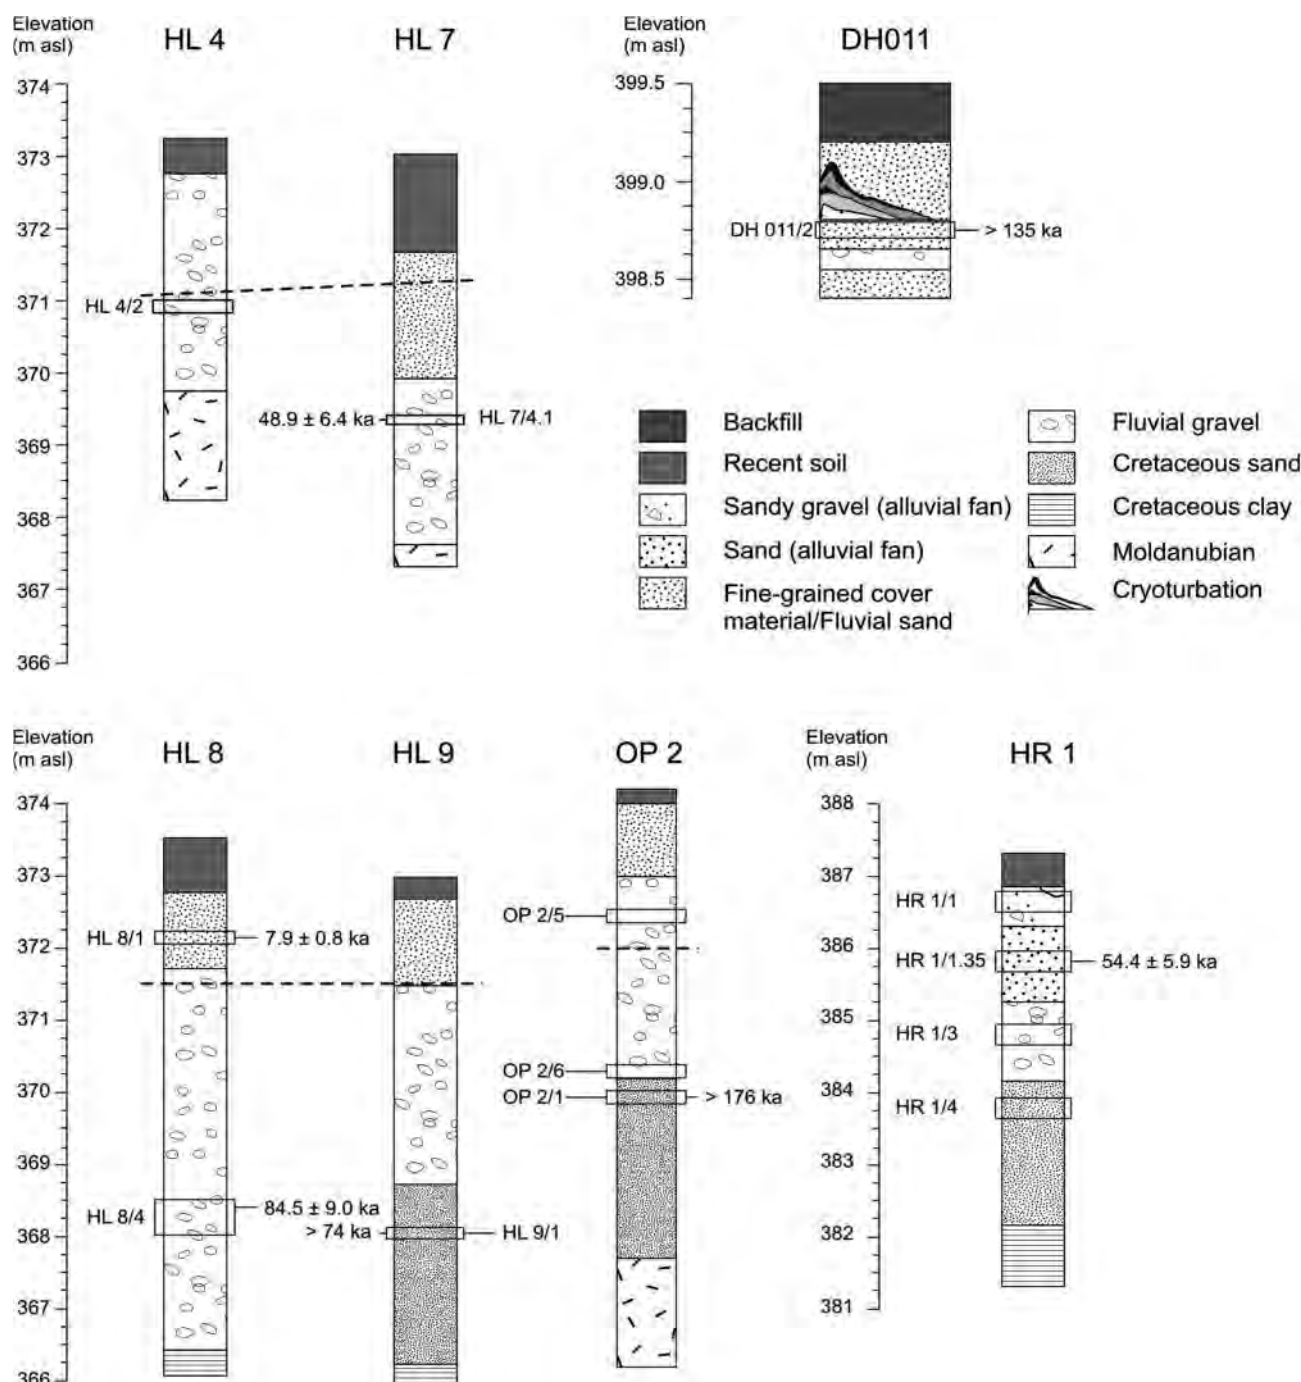 Elevation
(m asl)
HL 4
HL 7
374
373
372
371
370
369
368
367
366
HL 4/2
48.9 ± 6.4 ka
HL 7/4.1
Elevation
(m asl)
DH011
399.5
399.0
398.5
DH 011/2
> 135 ka
Backfill
Recent soil
Sandy gravel (alluvial fan)
Sand (alluvial fan)
Fine-grained cover
material/Fluvial sand
Fluvial gravel
Cretaceous sand
Cretaceous clay
Moldanubian
Cryoturbation
Elevation
(m asl)
HL 8
HL 9
OP 2
374
373
372
371
370
369
368
367
366
HL 8/1
7.9 ± 0.8 ka
HL 8/4
84.5 ± 9.0 ka
> 74 ka
HL 9/1
OP 2/5
OP 2/6
OP 2/1
> 176 ka
Elevation
(m asl)
HR 1
388
387
386
385
384
383
382
381
HR 1/1
HR 1/1.35
54.4 ± 5.9 ka
HR 1/3
HR 1/4